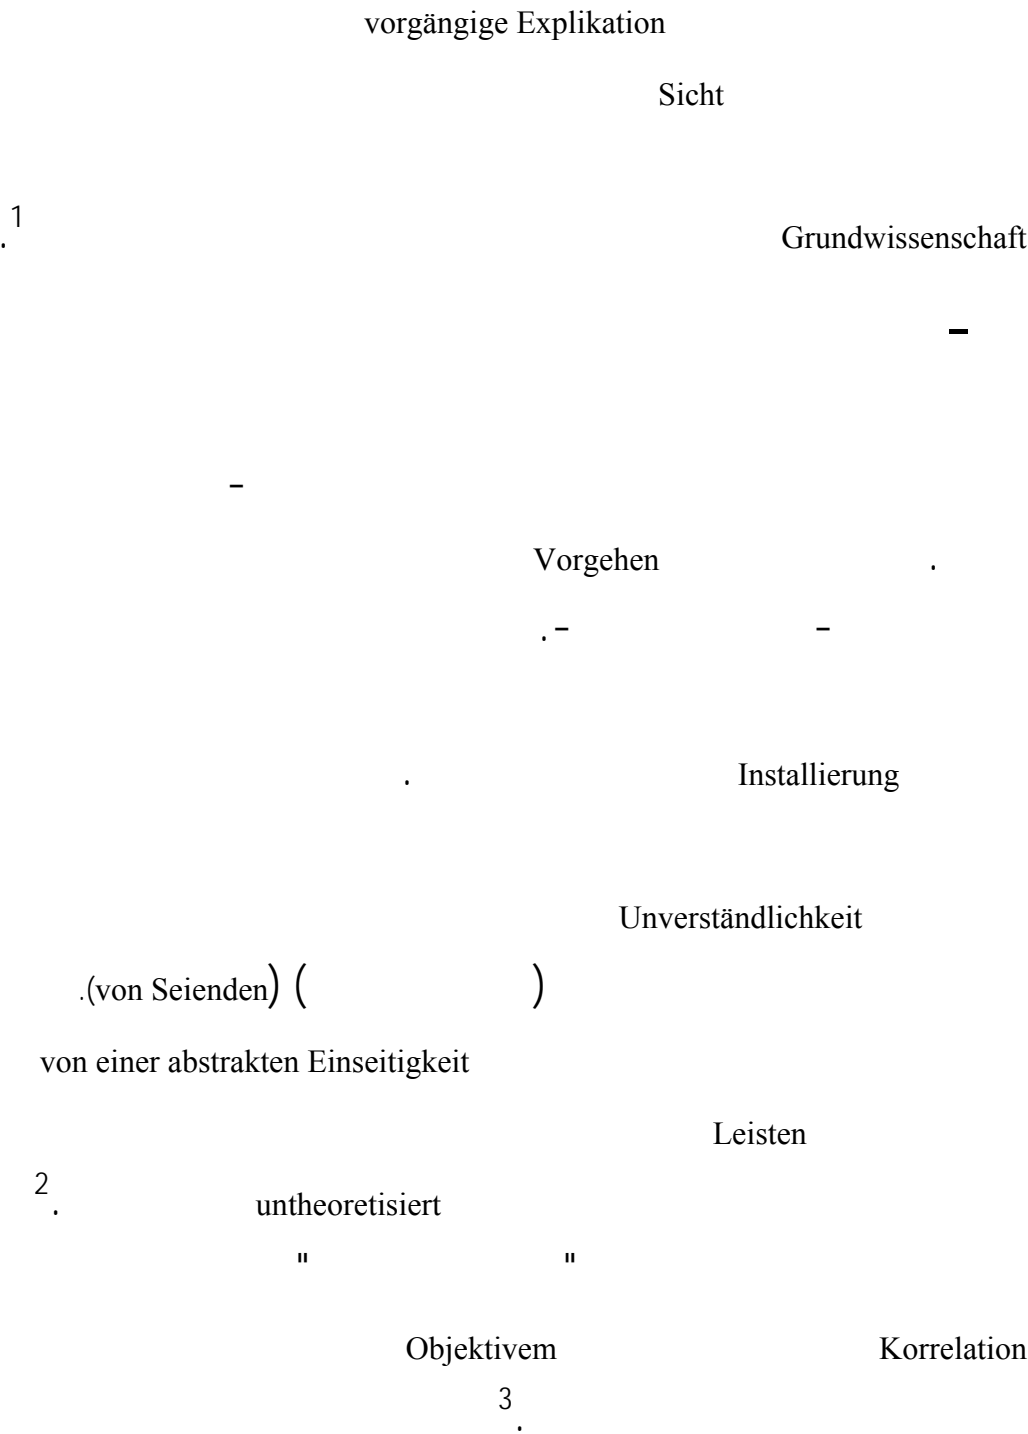 vorgängige Explikation
Sicht
Grundwissenschaft .1
–
–
. Vorgehen
– –.
Installierung .
Unverständlichkeit
( ) (von Seienden).
von einer abstrakten Einseitigkeit
Leisten
untheoretisiert .2
" "
Korrelation Objektivem
.3